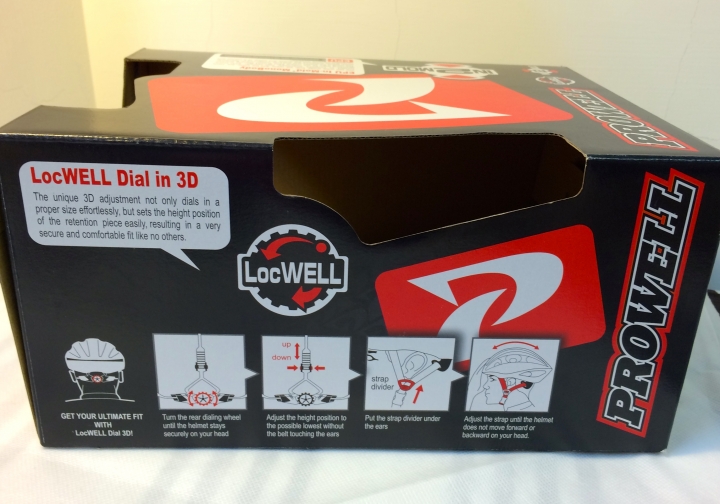 IN MOLD
PROWELL
LocWELL Dial in 3D
The unique 3D adjustment not only dials in a
proper size effortlessly, but sets the height position
of the retention piece easily, resulting in a very
secure and comfortable fit like no others.
LocWELL
PROWELL
up
down
strap
divider
GET YOUR ULTIMATE FIT
WITH
LocWELL Dial 3D!
Turn the rear dialing wheel
until the helmet stays
securely on your head
Adjust the height position to
the possible lowest without
the belt touching the ears
Put the strap divider under
the ears
Adjust the strap until the helmet
does not move forward or
backward on your head.